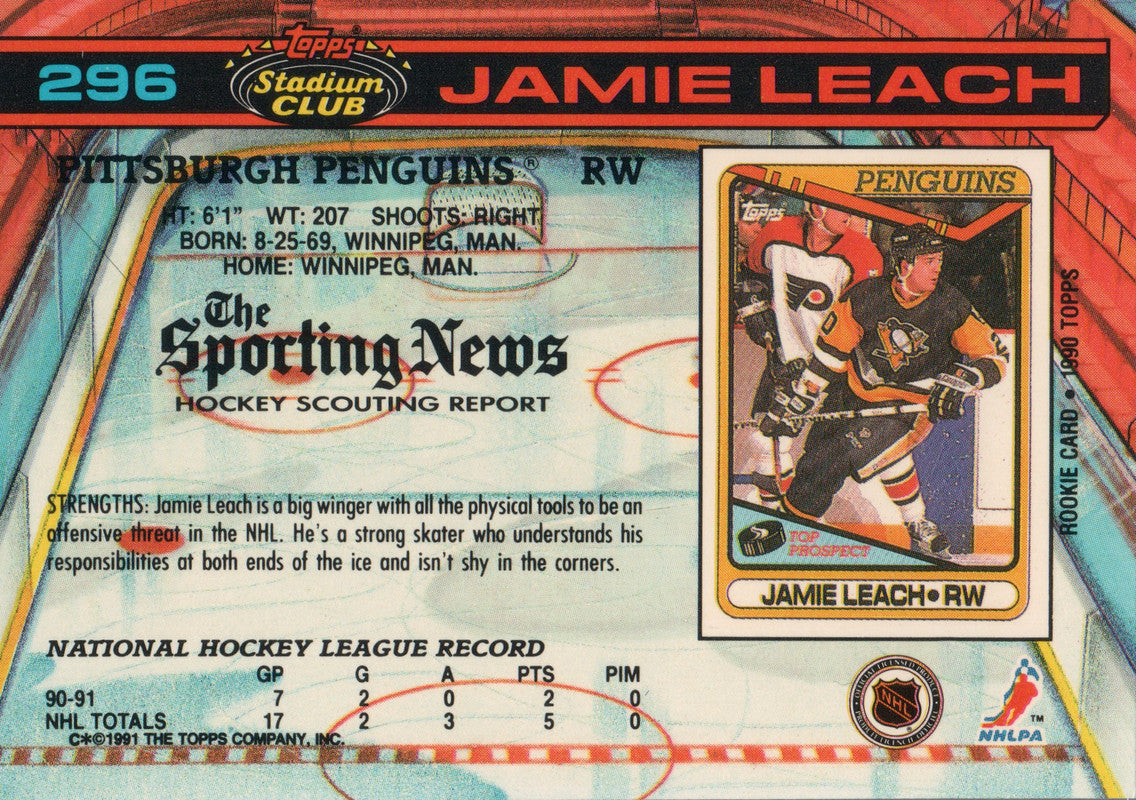 296
Topps
Stadium
CLUB
JAMIE LEACH
PITTSBURGH PENGUINS® RW
HT: 6'1" WT: 207 SHOOTS: RIGHT
BORN: 8-25-69, WINNIPEG, MAN.
HOME: WINNIPEG, MAN.
The
Sporting News
HOCKEY SCOUTING REPORT
STRENGTHS: Jamie Leach is a big winger with all the physical tools to be an
offensive threat in the NHL. He's a strong skater who understands his
responsibilities at both ends of the ice and isn't shy in the corners.
NATIONAL HOCKEY LEAGUE RECORD
GP G A PTS PIM
90-91 7 2 0 2 0
NHL TOTALS 17 2 3 5 0
C*©1991 THE TOPPS COMPANY, INC.
PENGUINS
TOPPS
TOP
PROSPECT
JAMIE LEACH•RW
ROOKIE CARD • 1990 TOPPS
NHL
NHLPA
™